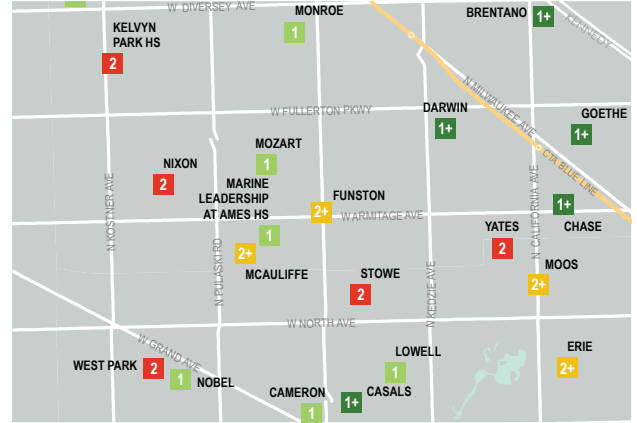 W DIVERSEY AVE
MONROE
1
BRENTANO
1+
KENNEDY
KELVYN
PARK HS
2
N MILWAUKEE AVE
W FULLERTON PKWY
DARWIN
1+
GOETHE
1+
MOZART
1
CTA BLUE LINE
NIXON
2
MARINE
LEADERSHIP
AT AMES HS
1
FUNSTON
2+
W ARMITAGE AVE
N KOSTNER AVE
N PULASKI RD
N KEDZIE AVE
N CALIFORNIA AVE
1+
CHASE
YATES
2
2+
MCAULIFFE
STOWE
2
MOOS
2+
W NORTH AVE
W GRAND AVE
WEST PARK
2
1
NOBEL
LOWELL
1
ERIE
2+
CAMERON
1
1+
CASALS